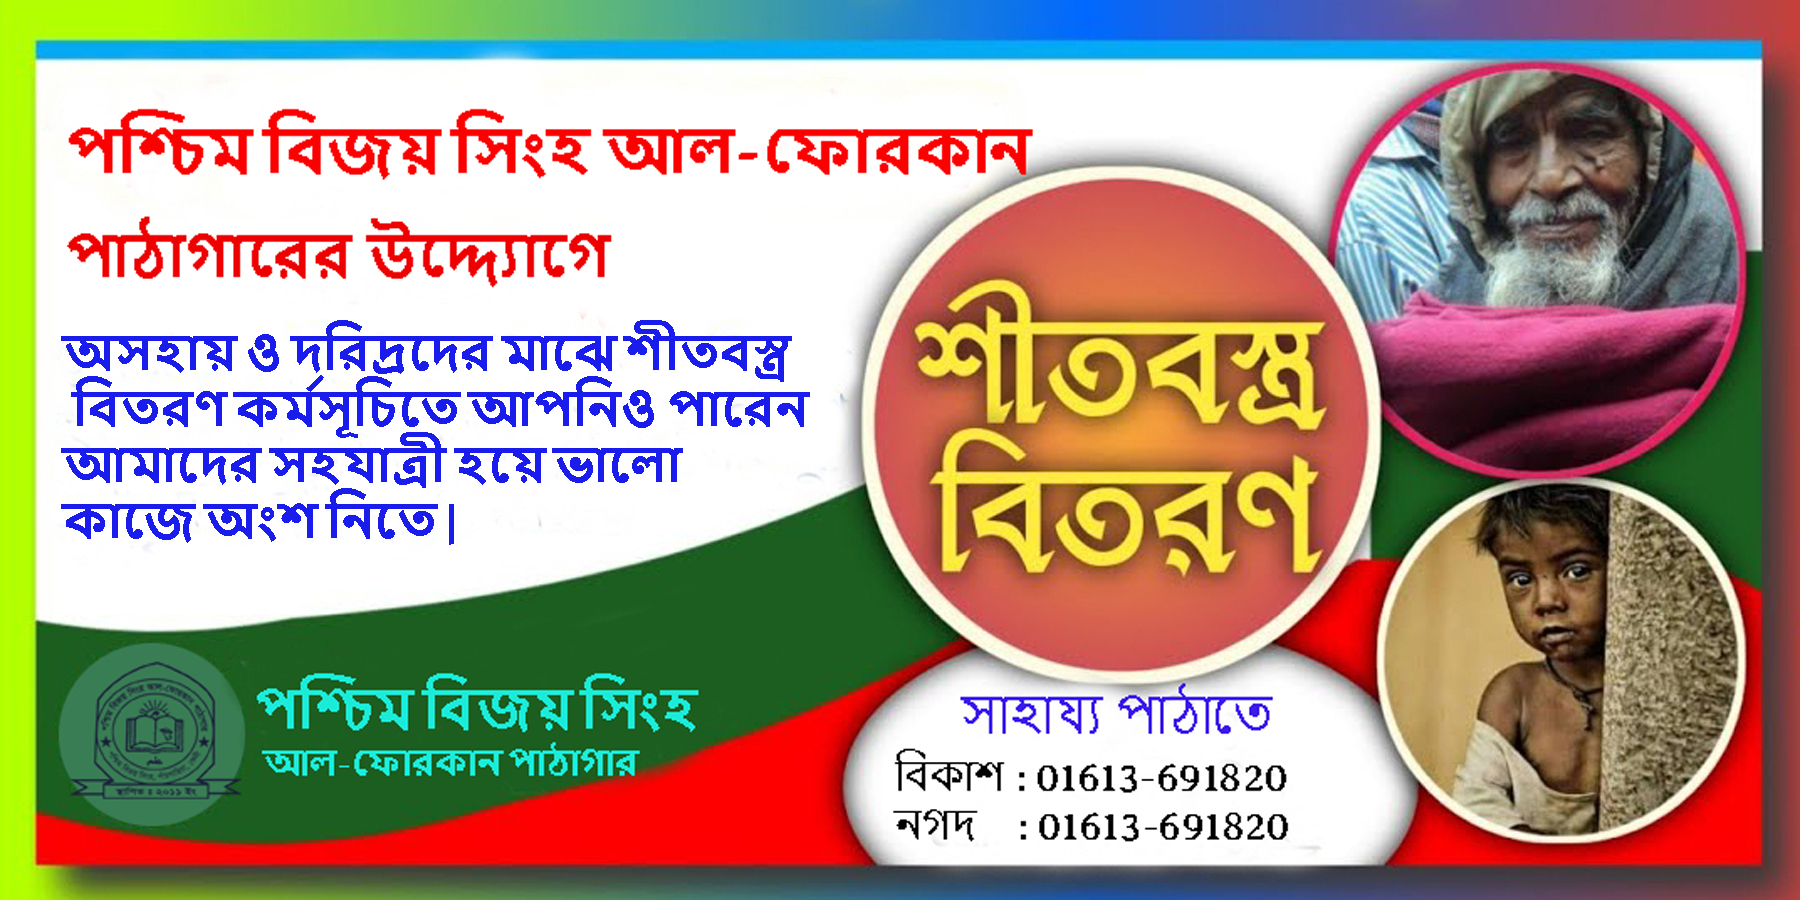 পশ্চিম বিজয় সিংহ আল-ফোরকান
পাঠাগারের উদ্দ্যোগে
অসহায় ও দরিদ্রদের মাঝে শীতবস্ত্র
বিতরণ কর্মসূচিতে আপনিও পারেন
আমাদের সহযাত্রী হয়ে ভালো
কাজে অংশ নিতে|
শীতবস্ত্র
বিতরণ
পশ্চিম বিজয় সিংহ
আল-ফোরকান পাঠাগার
স্থাপিত : ২০১১ ইং
সাহায্য পাঠাতে
বিকাশ : 01613-691820
নগদ : 01613-691820